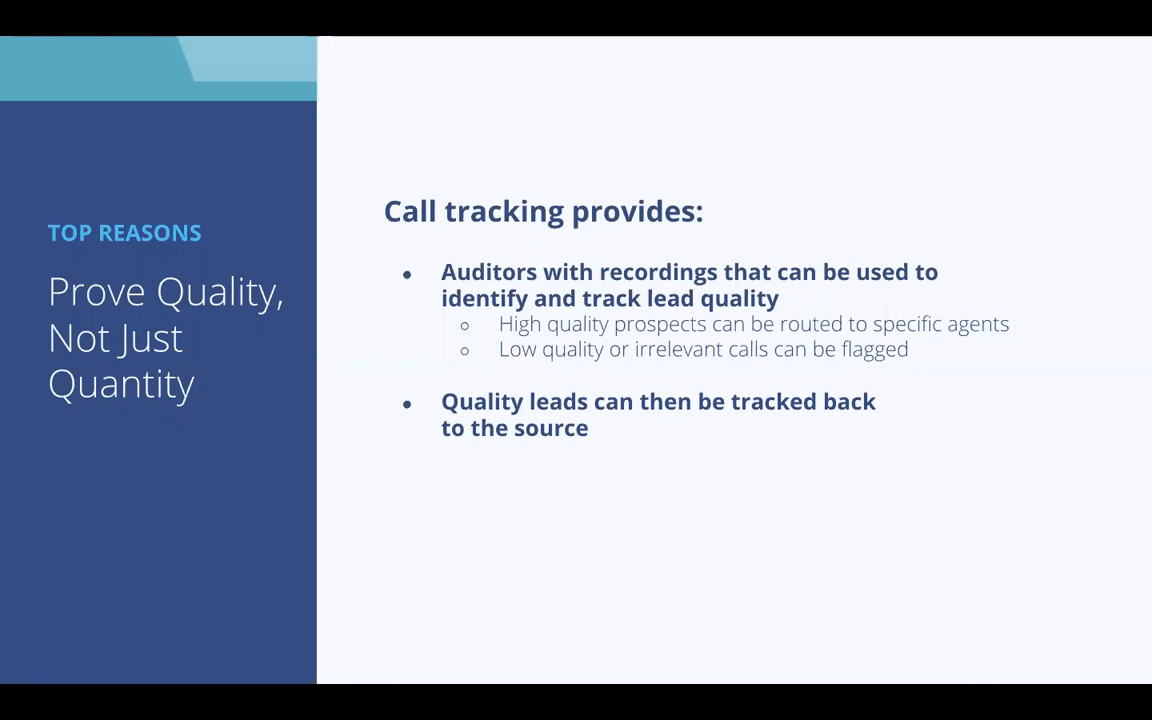 TOP REASONS
Prove Quality,
Not Just
Quantity
Call tracking provides:
● Auditors with recordings that can be used to
identify and track lead quality
○ High quality prospects can be routed to specific agents
○ Low quality or irrelevant calls can be flagged
● Quality leads can then be tracked back
to the source